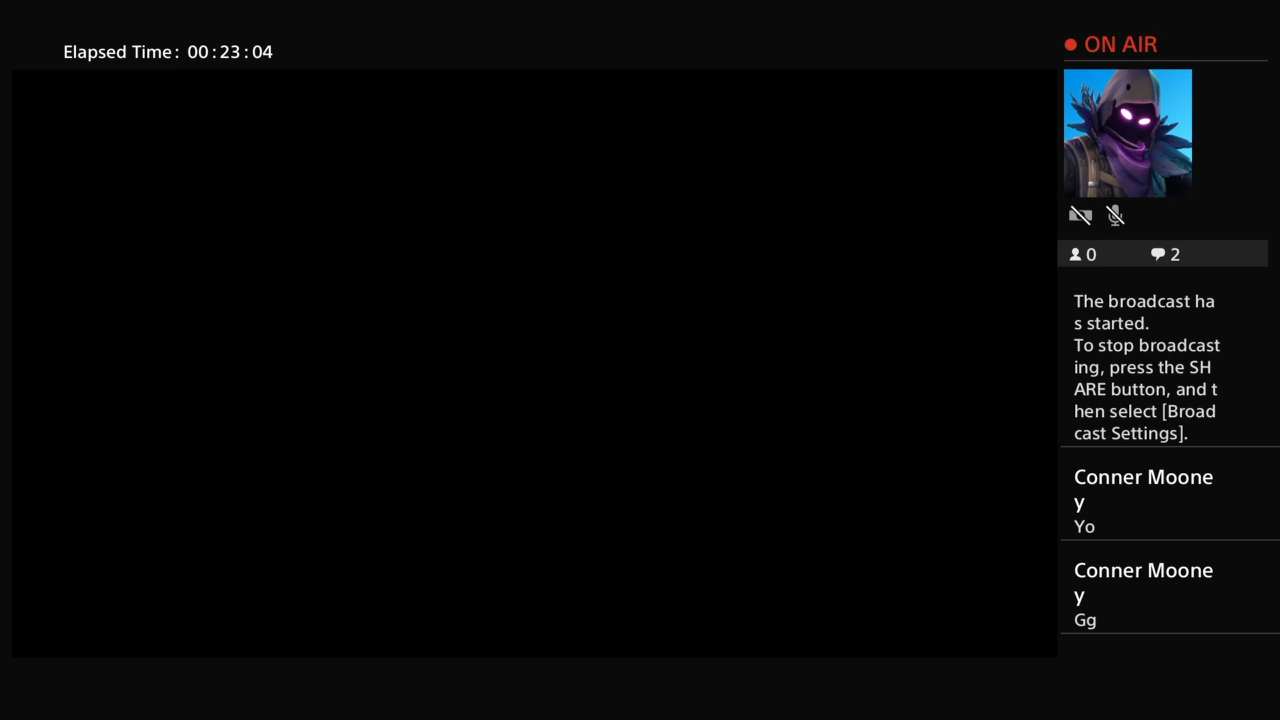 Elapsed Time: 00:23:04
ON AIR
0 2
The broadcast ha
s started.
To stop broadcast
ing, press the SH
ARE button, and t
hen select [Broad
cast Settings].
Conner Moone
y
Yo
Conner Moone
y
Gg